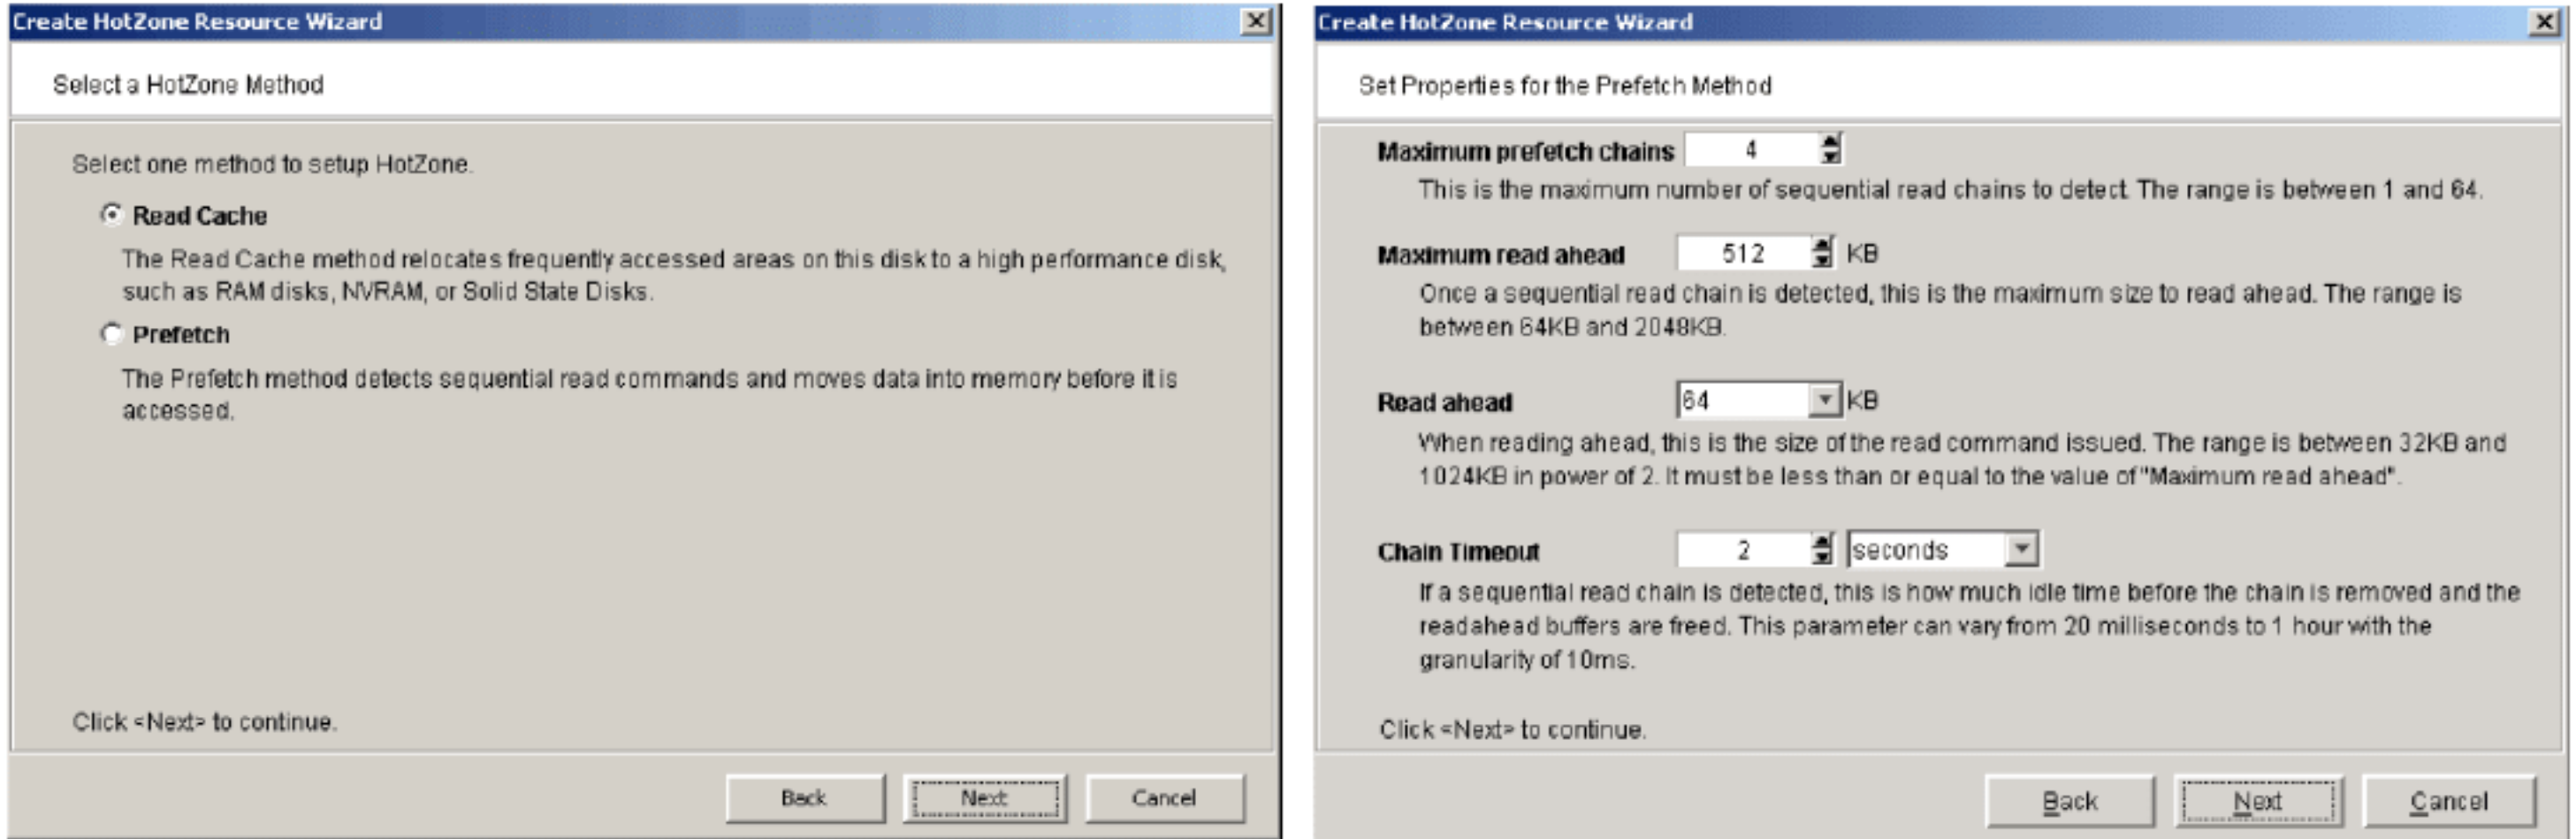 Create HotZone Resource Wizard
Select a HotZone Method
Select one method to setup HotZone.
Read Cache
The Read Cache method relocates frequently accessed areas on this disk to a high performance disk,
such as RAM disks, NVRAM, or Solid State Disks.
Prefetch
The Prefetch method detects sequential read commands and moves data into memory before it is
accessed.
Click <Next> to continue.
Back Next Cancel
Create HotZone Resource Wizard
Set Properties for the Prefetch Method
Maximum prefetch chains 4
This is the maximum number of sequential read chains to detect. The range is between 1 and 64.
Maximum read ahead 512 KB
Once a sequential read chain is detected, this is the maximum size to read ahead. The range is
between 64KB and 2048KB.
Read ahead 64 KB
When reading ahead, this is the size of the read command issued. The range is between 32KB and
1024KB in power of 2. It must be less than or equal to the value of "Maximum read ahead".
Chain Timeout 2 seconds
If a sequential read chain is detected, this is how much idle time before the chain is removed and the
readahead buffers are freed. This parameter can vary from 20 milliseconds to 1 hour with the
granularity of 10ms.
Click <Next> to continue.
Back Next Cancel